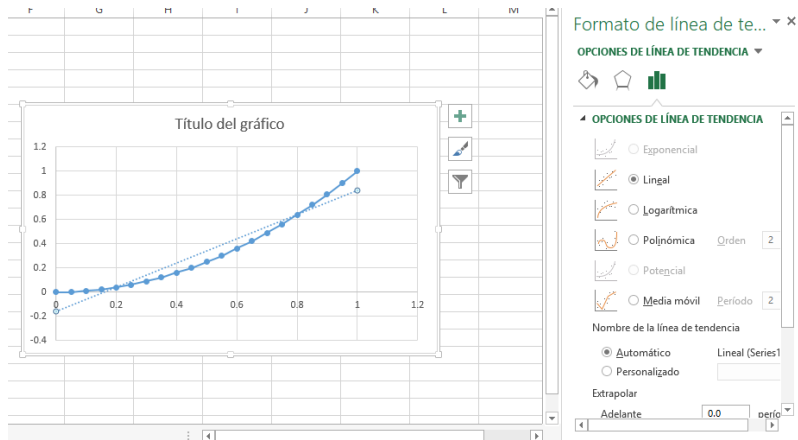 F G H I J K L M
Formato de línea de te...
OPCIONES DE LÍNEA DE TENDENCIA
OPCIONES DE LÍNEA DE TENDENCIA
Exponencial
Lineal
Logarítmica
Polinómica Orden 2
Potencial
Media móvil Período 2
Nombre de la línea de tendencia
Automático Lineal (Series1
Personalizado
Extrapolar
Adelante 0.0 perío
Título del gráfico
1.2
1
0.8
0.6
0.4
0.2
0
-0.2
-0.4
0 0.2 0.4 0.6 0.8 1 1.2